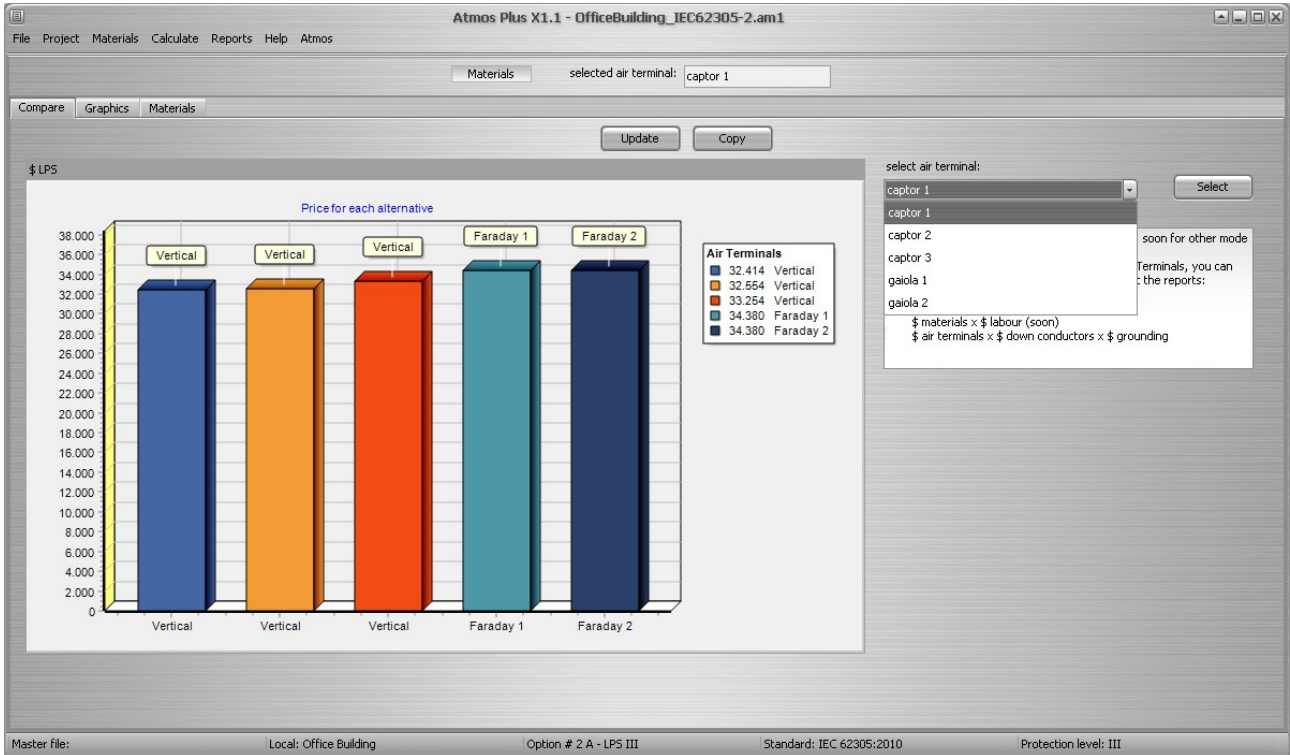 Atmos Plus X1.1 - OfficeBuilding_IEC62305-2.am1
File Project Materials Calculate Reports Help Atmos
Materials selected air terminal: captor 1
Compare Graphics Materials
Update Copy
$ LPS
Price for each alternative
38.000
36.000
34.000
32.000
30.000
28.000
26.000
24.000
22.000
20.000
18.000
16.000
14.000
12.000
10.000
8.000
6.000
4.000
2.000
0
Vertical Vertical Vertical Faraday 1 Faraday 2
Vertical Vertical Vertical Faraday 1 Faraday 2
Air Terminals
32.414 Vertical
32.554 Vertical
33.254 Vertical
34.380 Faraday 1
34.380 Faraday 2
select air terminal:
captor 1 Select
captor 1
captor 2
captor 3
gaiola 1
gaiola 2
soon for other mode
Terminals, you can
the reports:
$ materials x $ labour (soon)
$ air terminals x $ down conductors x $ grounding
Master file: Local: Office Building Option # 2 A - LPS III Standard: IEC 62305:2010 Protection level: III